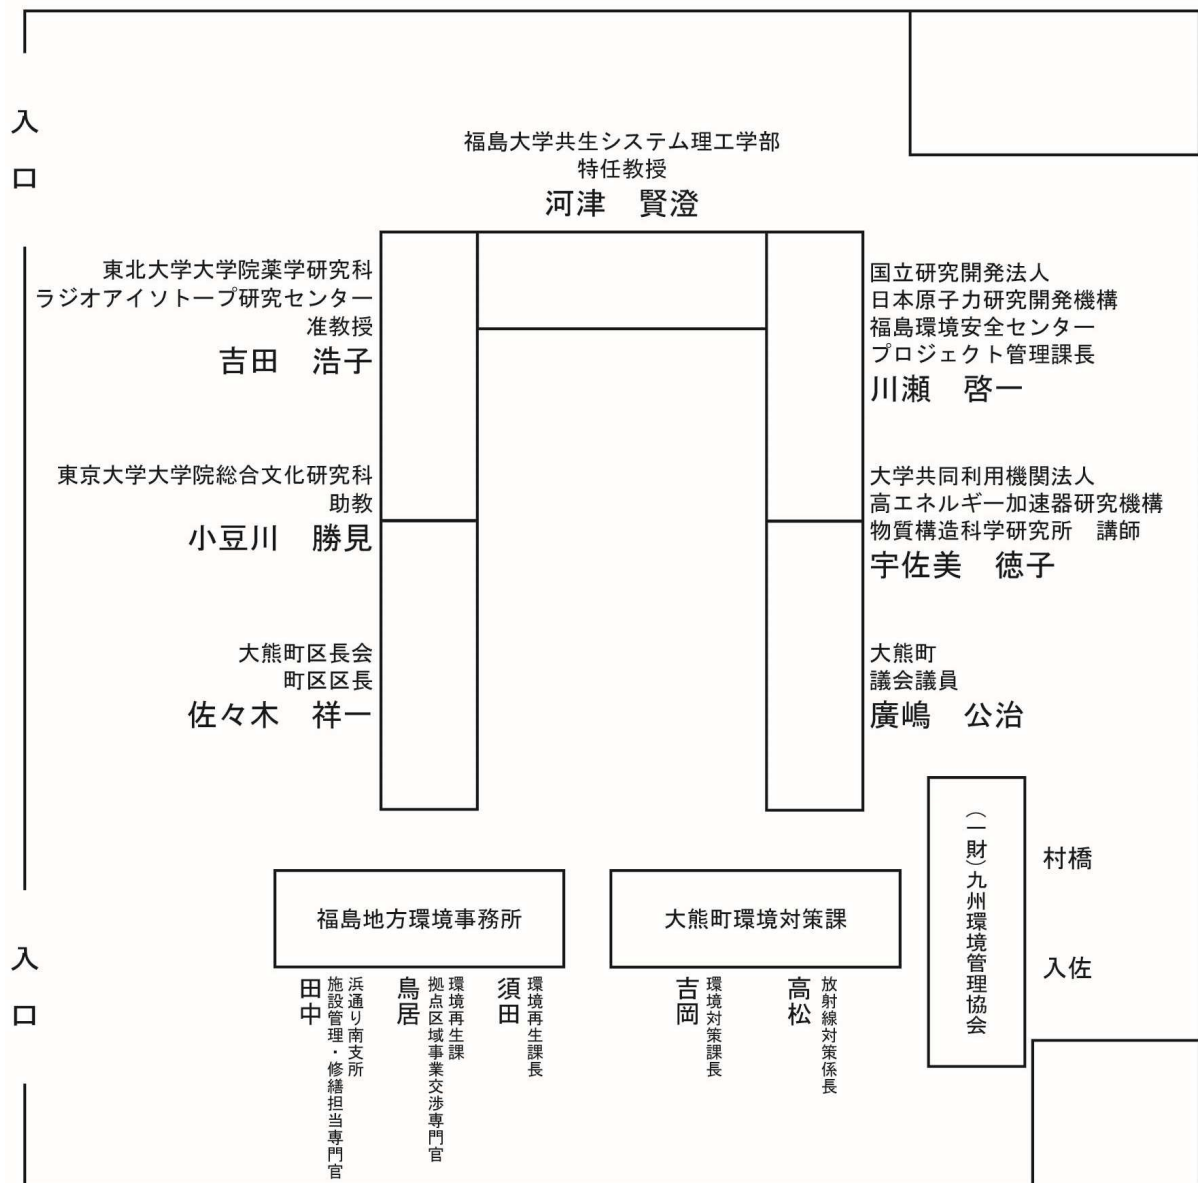 入口
福島大学共生システム理工学部
特任教授
河津 賢澄
東北大学大学院薬学研究科
ラジオアイソトープ研究センター
准教授
吉田 浩子
国立研究開発法人
日本原子力研究開発機構
福島環境安全センター
プロジェクト管理課長
川瀬 啓一
東京大学大学院総合文化研究科
助教
小豆川 勝見
大学共同利用機関法人
高エネルギー加速器研究機構
物質構造科学研究所 講師
宇佐美 徳子
大熊町区長会
町区区長
佐々木 祥一
大熊町
議会議員
廣嶋 公治
入口
福島地方環境事務所
田中
浜通り南支所
施設管理・修繕担当専門官
鳥居
環境再生課
拠点区域事業交渉専門官
須田
環境再生課長
大熊町環境対策課
吉岡
環境対策課長
高松
放射線対策係長
（一財）九州環境管理協会
村橋
入佐